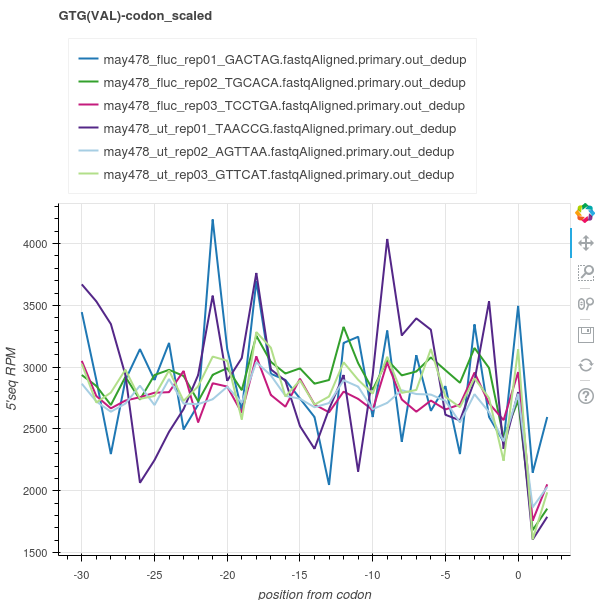 GTG(VAL)-codon_scaled
may478_fluc_rep01_GACTAG.fastqAligned.primary.out_dedup
may478_fluc_rep02_TGCACA.fastqAligned.primary.out_dedup
may478_fluc_rep03_TCCTGA.fastqAligned.primary.out_dedup
may478_ut_rep01_TAACCG.fastqAligned.primary.out_dedup
may478_ut_rep02_AGTTAA.fastqAligned.primary.out_dedup
may478_ut_rep03_GTTCAT.fastqAligned.primary.out_dedup
4000
3500
3000
2500
2000
1500
5'seq RPM
-30 -25 -20 -15 -10 -5 0
position from codon